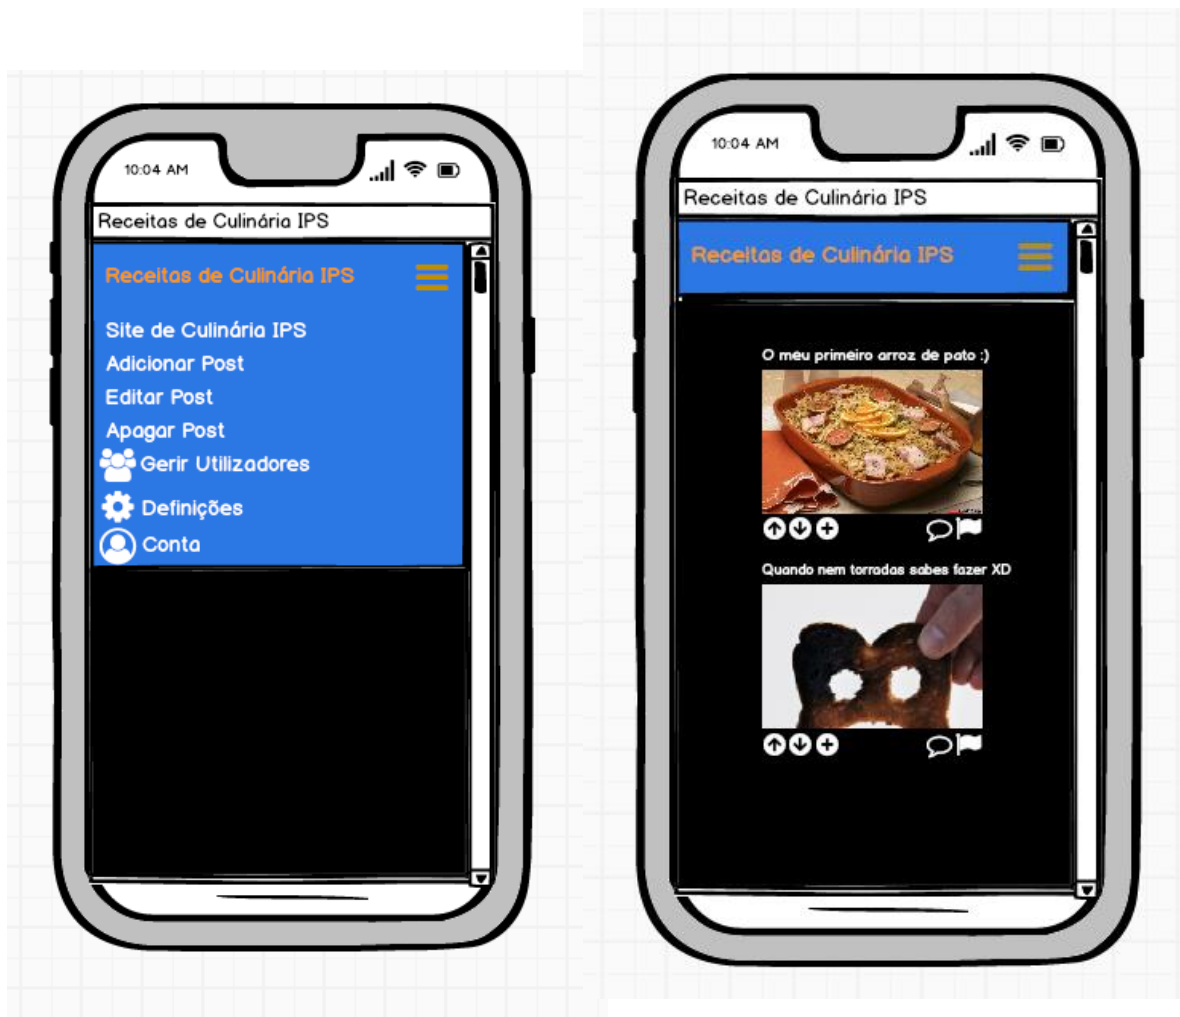 10:04 AM
Receitas de Culinária IPS
Receitas de Culinária IPS
Site de Culinária IPS
Adicionar Post
Editar Post
Apagar Post
Gerir Utilizadores
Definições
Conta
10:04 AM
Receitas de Culinária IPS
Receitas de Culinária IPS
O meu primeiro arroz de pato :)
Quando nem torradas sabes fazer XD